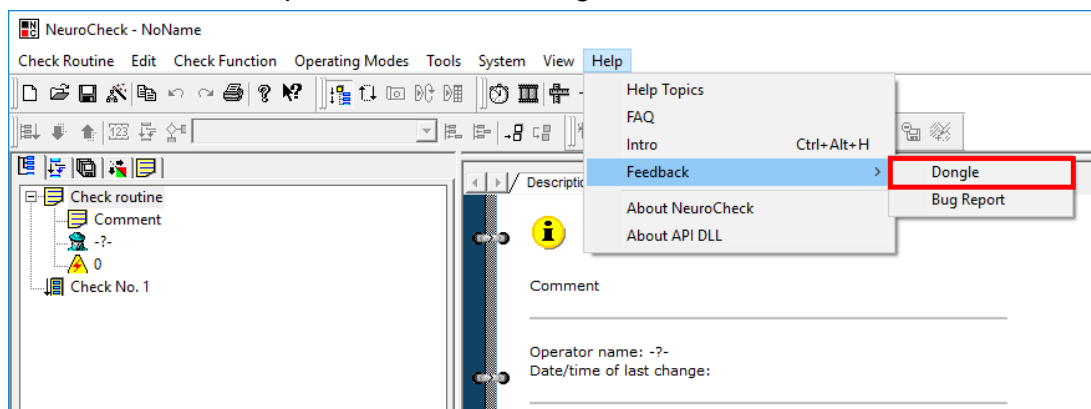 NeuroCheck - NoName
Check Routine Edit Check Function Operating Modes Tools System View Help
Help Topics
FAQ
Intro Ctrl+Alt+H
Feedback >
Dongle
Bug Report
About NeuroCheck
About API DLL
123
Check routine
Comment
-?-
0
Check No. 1
Comment
Operator name: -?-
Date/time of last change: